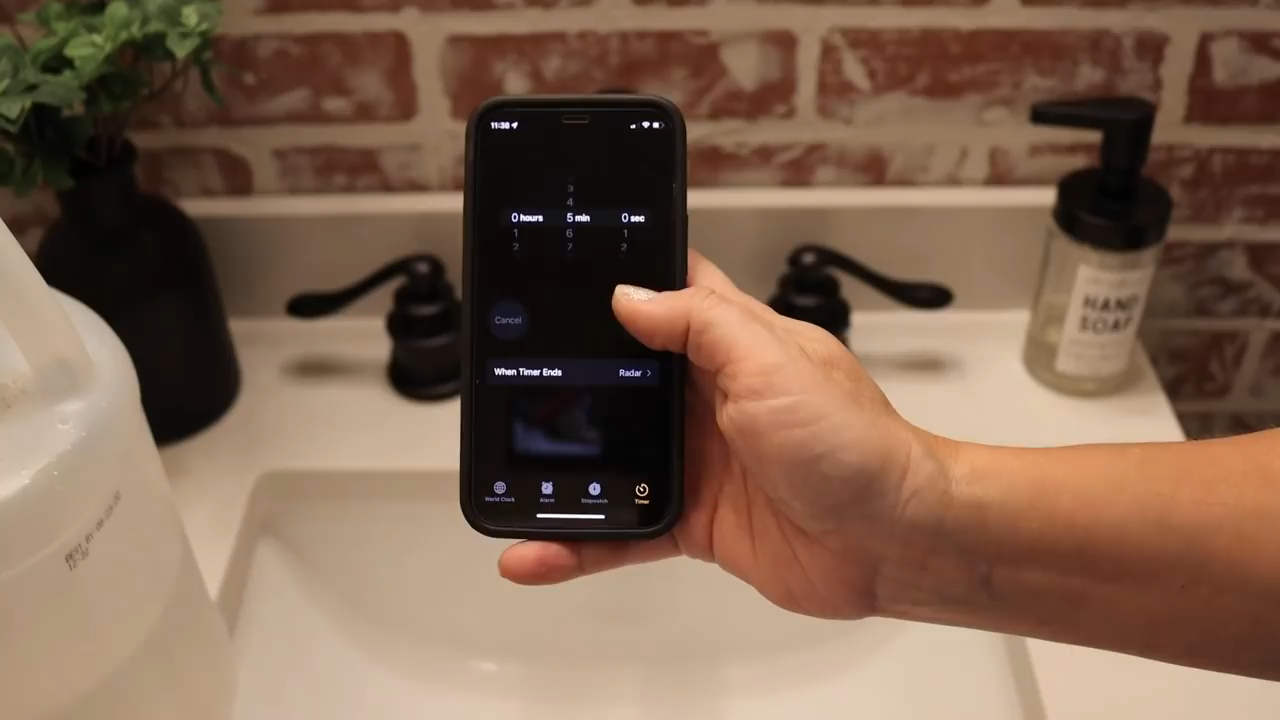 11:38
3
4
0 hours 5 min 0 sec
1 6 1
2 7 2
Cancel
When Timer Ends Radar
World Clock Alarm Stopwatch Timer
HAND
SOAP